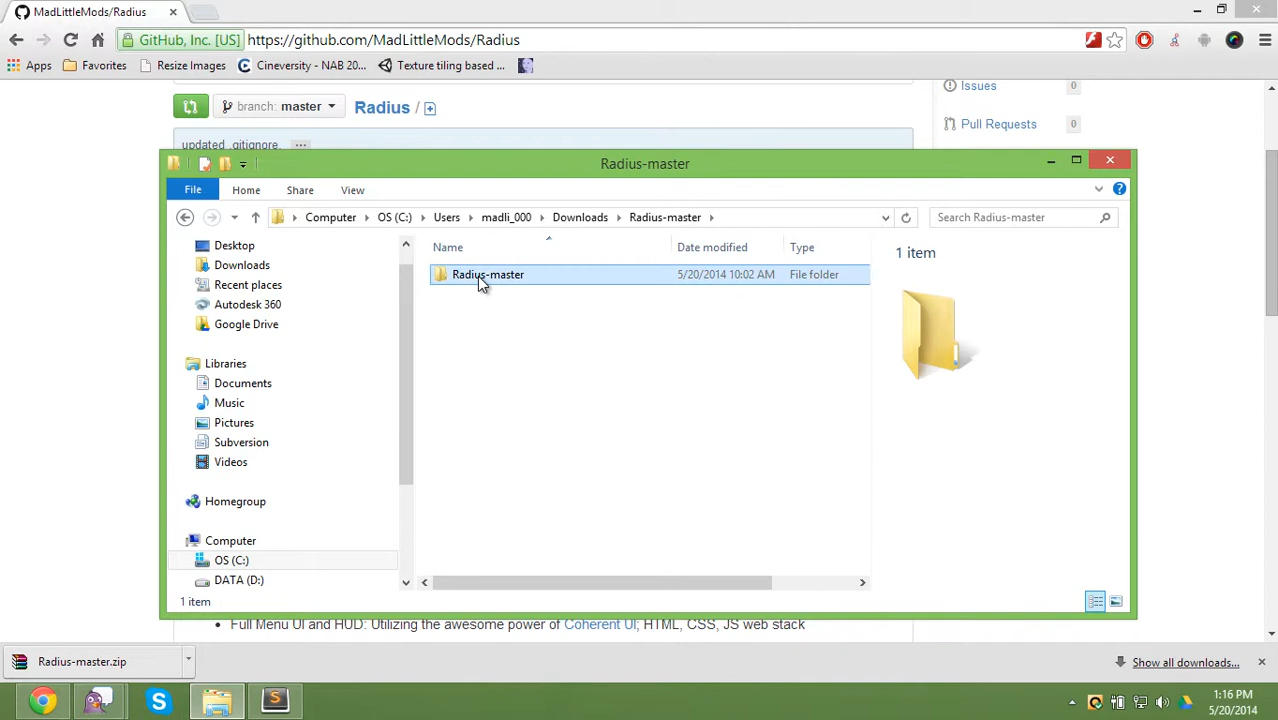 MadLittleMods/Radius
GitHub, Inc. [US]
https://github.com/MadLittleMods/Radius
Apps
Favorites
Resize Images
Cineversity - NAB 20...
Texture tiling based ...
branch: master
Radius /
updated .gitignore. ...
Issues
0
Pull Requests
0
Radius-master
File
Home
Share
View
Computer
OS (C:)
Users
madli_000
Downloads
Radius-master
Search Radius-master
Desktop
Downloads
Recent places
Autodesk 360
Google Drive
Libraries
Documents
Music
Pictures
Subversion
Videos
Homegroup
Computer
OS (C:)
DATA (D:)
Name
Date modified
Type
Radius-master
5/20/2014 10:02 AM
File folder
1 item
1 item
Full Menu UI and HUD: Utilizing the awesome power of Coherent UI; HTML, CSS, JS web stack
Radius-master.zip
Show all downloads...
1:16 PM
5/20/2014